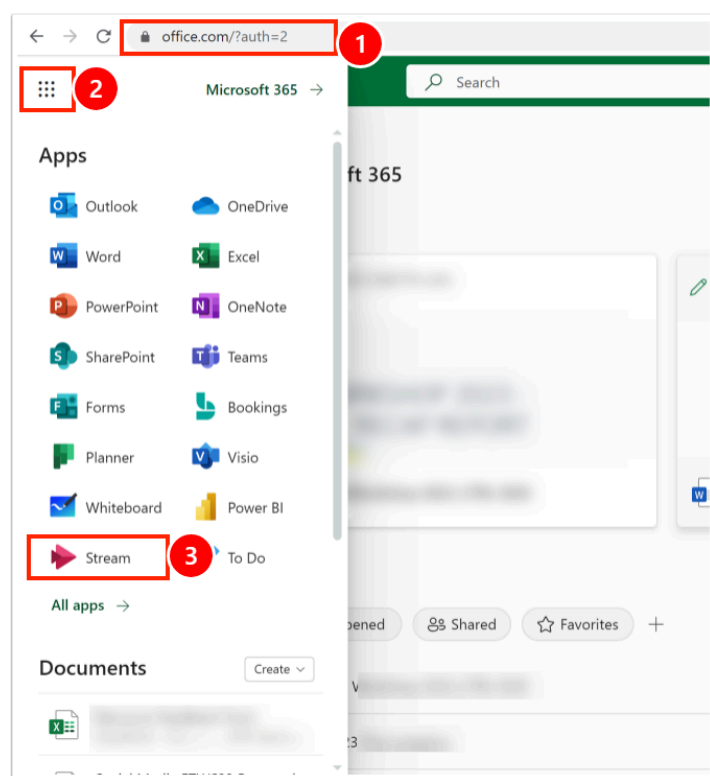 office.com/?auth=2
1
2
Microsoft 365 →
Search
Apps
ft 365
Outlook
OneDrive
Word
Excel
PowerPoint
OneNote
SharePoint
Teams
Forms
Bookings
Planner
Visio
Whiteboard
Power BI
Stream
3
To Do
All apps →
ened
Shared
Favorites
Documents
Create